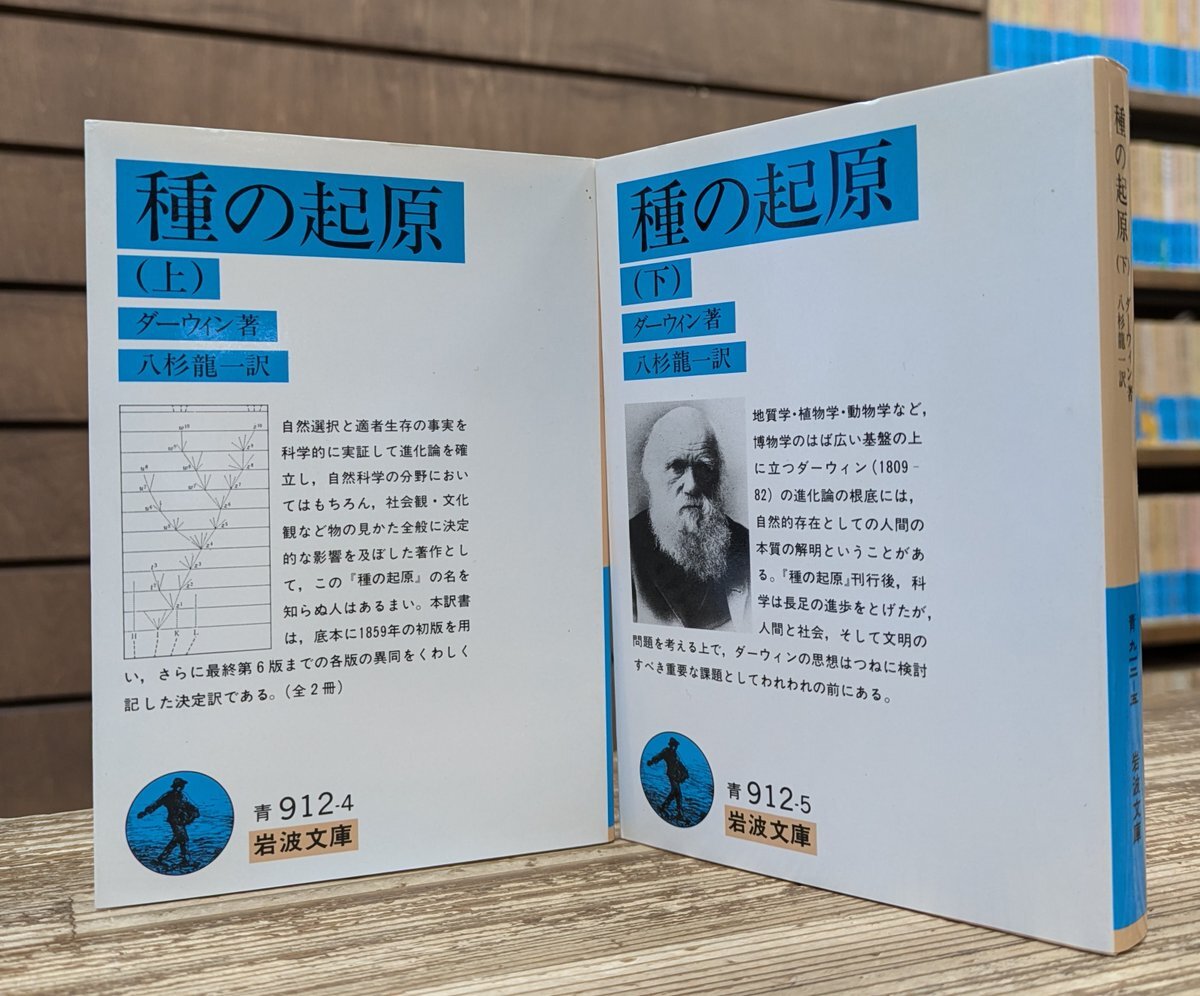 種の起原
(上)
ダーウィン著
八杉龍一訳
自然選択と適者生存の事実を
科学的に実証して進化論を確
立し，自然科学の分野におい
てはもちろん，社会観・文化
観など物の見かた全般に決定
的な影響を及ぼした著作とし
て，この『種の起原』の名を
知らぬ人はあるまい。本訳書
は，底本に1859年の初版を用
い，さらに最終第6版までの各版の異同をくわしく
記した決定訳である。（全2冊）
青 912-4
岩波文庫
種の起原
(下)
ダーウィン著
八杉龍一訳
地質学・植物学・動物学など，
博物学のはば広い基盤の上
に立つダーウィン（1809‐
82）の進化論の根底には，
自然的存在としての人間の
本質の解明ということがあ
る。『種の起原』刊行後，科
学は長足の進歩をとげたが，
人間と社会，そして文明の
問題を考える上で，ダーウィンの思想はつねに検討
すべき重要な課題としてわれわれの前にある。
青 912-5
岩波文庫
種の起原（下）
ダーウィン著
八杉龍一訳
青九一二-五
岩波文庫